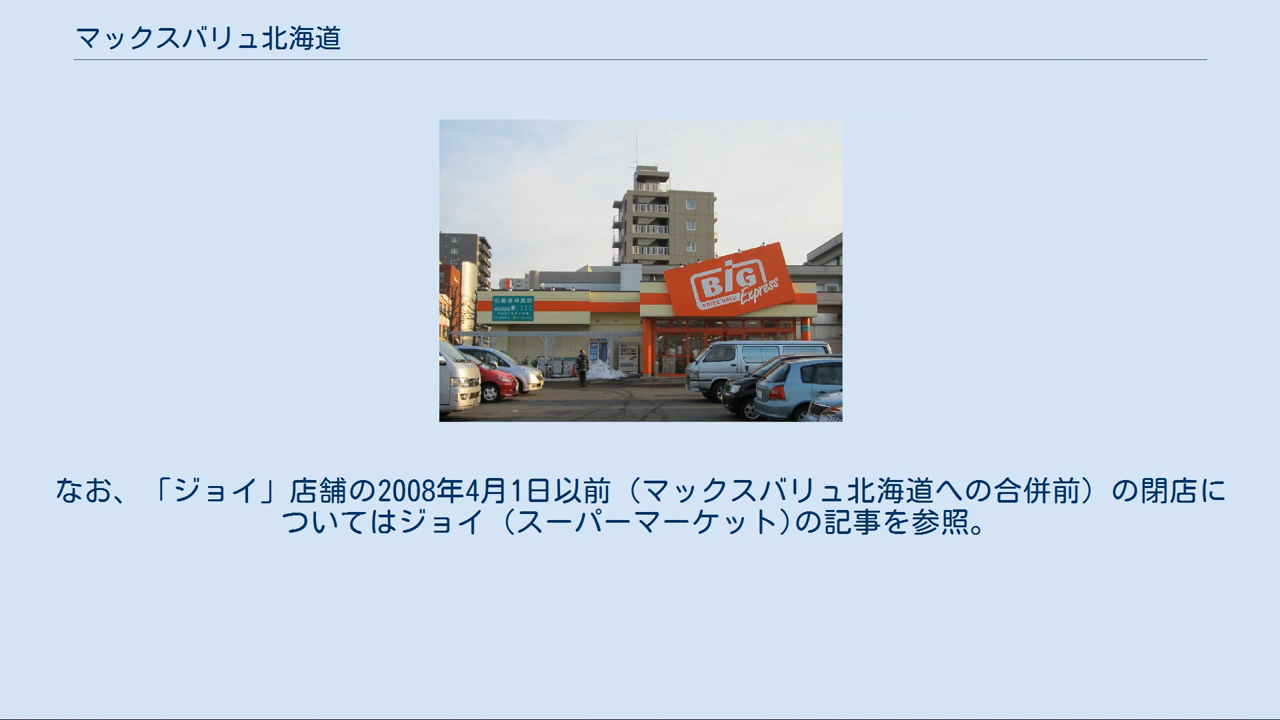 マックスバリュ北海道
BiG
PRICE VALU
Express
なお、「ジョイ」店舗の2008年4月1日以前（マックスバリュ北海道への合併前）の閉店に
ついてはジョイ (スーパーマーケット)の記事を参照。